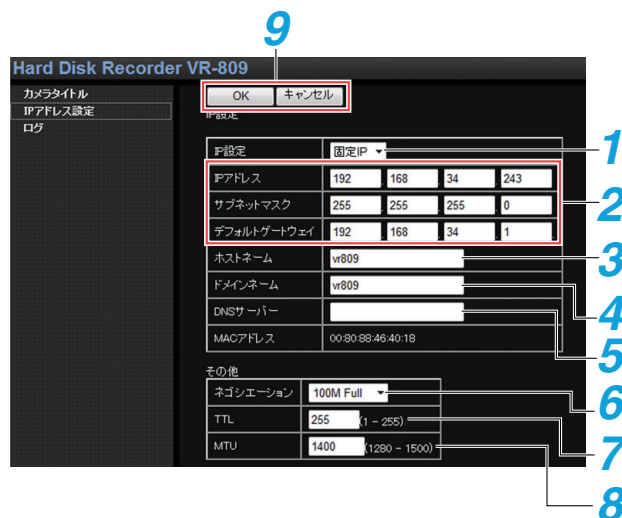 9
Hard Disk Recorder VR-809
カメラタイトル
IPアドレス設定
ログ
OK キャンセル
IP設定
IP設定 固定IP 1
IPアドレス 192 168 34 243
サブネットマスク 255 255 255 0 2
デフォルトゲートウェイ 192 168 34 1
ホストネーム vr809 3
ドメインネーム vr809 4
DNSサーバー 5
MACアドレス 00:80:88:46:40:18
その他
ネゴシエーション 100M Full 6
TTL 255 (1 - 255) 7
MTU 1400 (1280 - 1500) 8